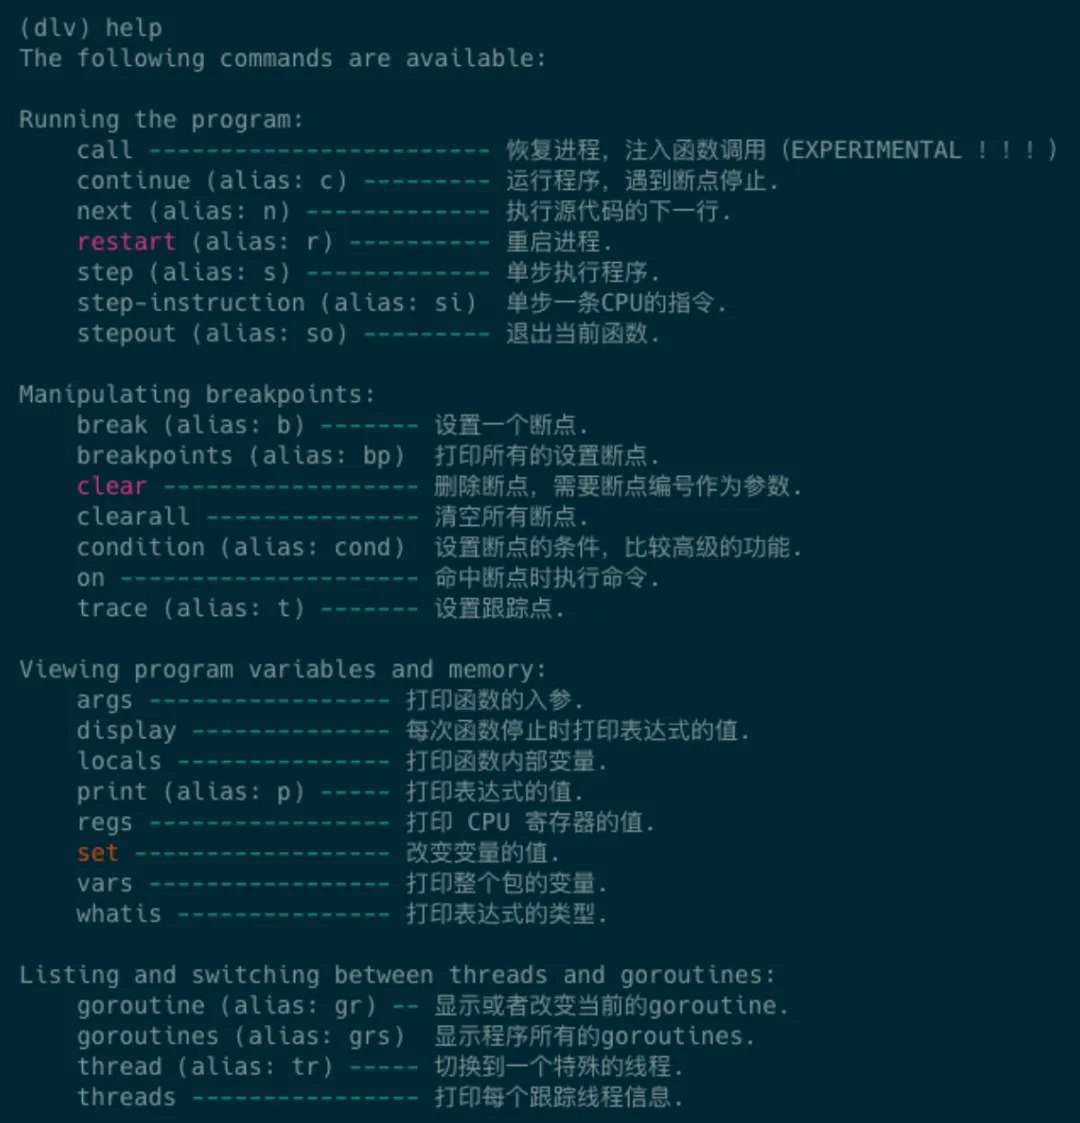 (dlv) help
The following commands are available:
Running the program:
call ------------------------ 恢复进程，注入函数调用（EXPERIMENTAL！！！）
continue (alias: c) --------- 运行程序，遇到断点停止.
next (alias: n) ------------- 执行源代码的下一行.
restart (alias: r) ---------- 重启进程.
step (alias: s) ------------- 单步执行程序.
step-instruction (alias: si)  单步一条CPU的指令.
stepout (alias: so) --------- 退出当前函数.
Manipulating breakpoints:
break (alias: b) ------- 设置一个断点.
breakpoints (alias: bp)  打印所有的设置断点.
clear ------------------ 删除断点，需要断点编号作为参数.
clearall --------------- 清空所有断点.
condition (alias: cond)  设置断点的条件，比较高级的功能.
on --------------------- 命中断点时执行命令.
trace (alias: t) ------- 设置跟踪点.
Viewing program variables and memory:
args ----------------- 打印函数的入参.
display -------------- 每次函数停止时打印表达式的值.
locals --------------- 打印函数内部变量.
print (alias: p) ----- 打印表达式的值.
regs ----------------- 打印 CPU 寄存器的值.
set ------------------ 改变变量的值.
vars ----------------- 打印整个包的变量.
whatis --------------- 打印表达式的类型.
Listing and switching between threads and goroutines:
goroutine (alias: gr) -- 显示或者改变当前的goroutine.
goroutines (alias: grs)  显示程序所有的goroutines.
thread (alias: tr) ----- 切换到一个特殊的线程.
threads ---------------- 打印每个跟踪线程信息.